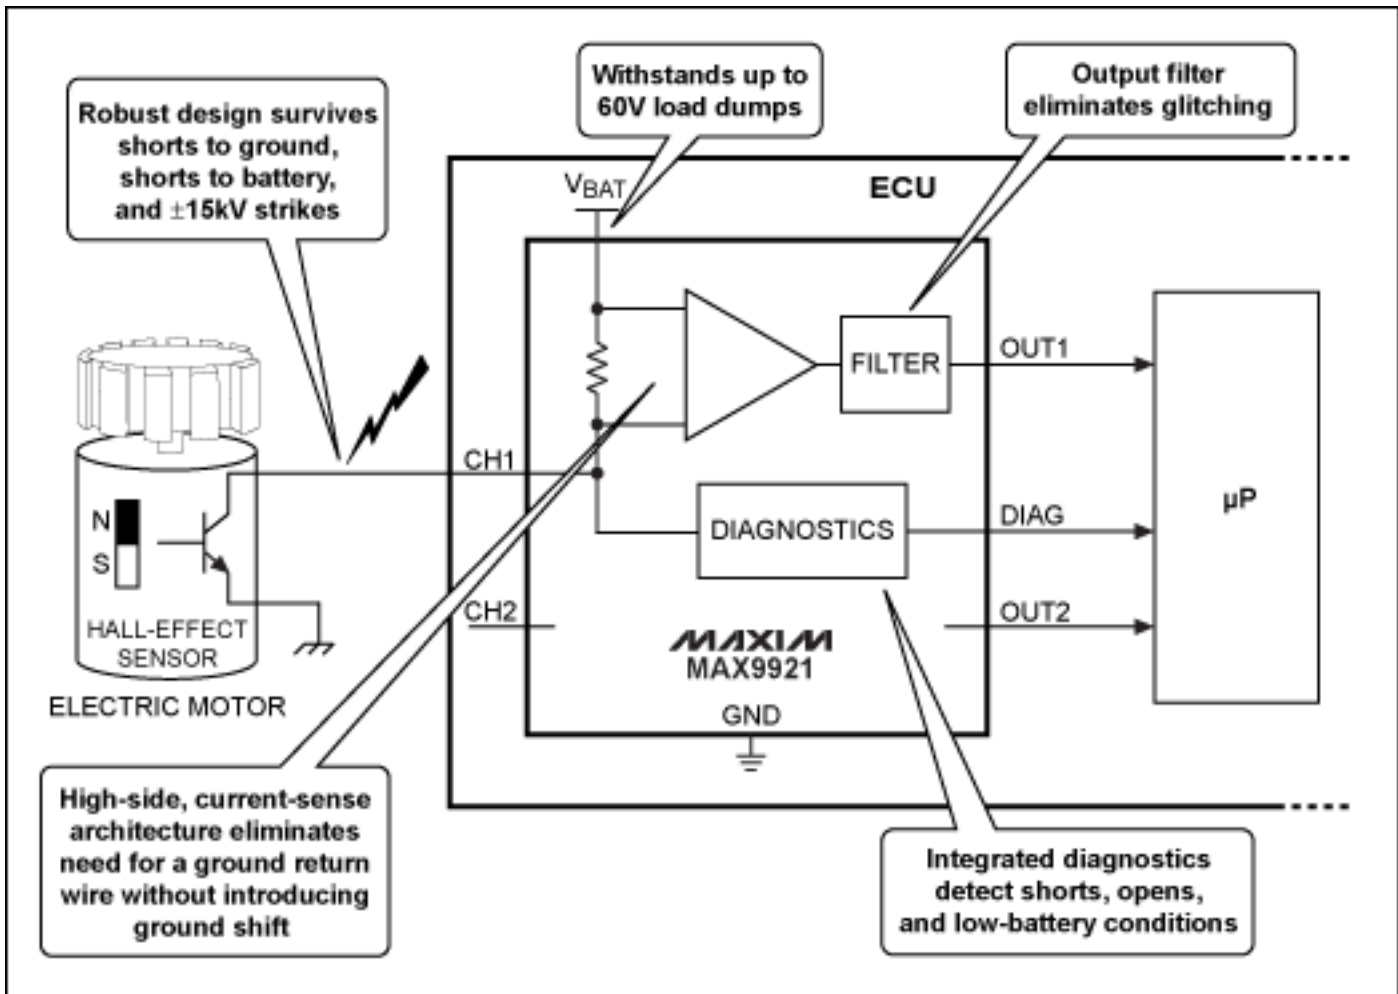 Robust design survives
shorts to ground,
shorts to battery,
and ±15kV strikes
Withstands up to
60V load dumps
Output filter
eliminates glitching
VBAT
ECU
FILTER
OUT1
CH1
DIAGNOSTICS
DIAG
µP
N
S
HALL-EFFECT
SENSOR
ELECTRIC MOTOR
CH2
OUT2
MAXIM
MAX9921
GND
High-side, current-sense
architecture eliminates
need for a ground return
wire without introducing
ground shift
Integrated diagnostics
detect shorts, opens,
and low-battery conditions